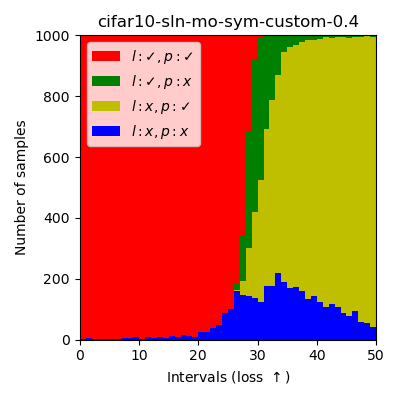 cifar10-sln-mo-sym-custom-0.4
l : ✓, p : ✓
l : ✓, p : x
l : x, p : ✓
l : x, p : x
Number of samples
1000
800
600
400
200
0
0 10 20 30 40 50
Intervals (loss ↑)